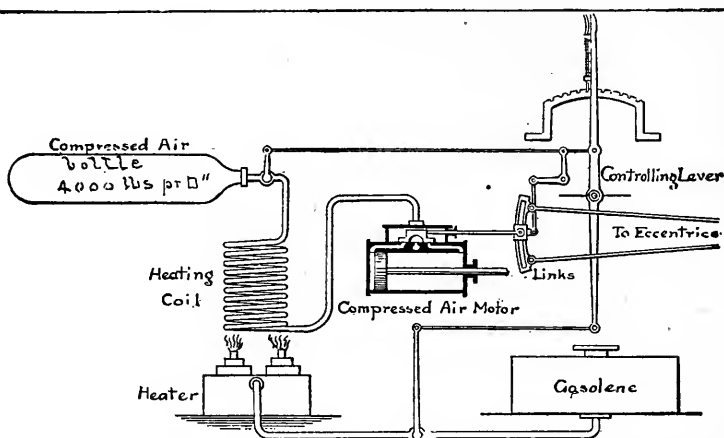 Compressed Air
bottle
4000 lbs pr □"
Controlling Lever
To Eccentrics
Links
Heating
Coil
Compressed Air Motor
Heater
Gasolene